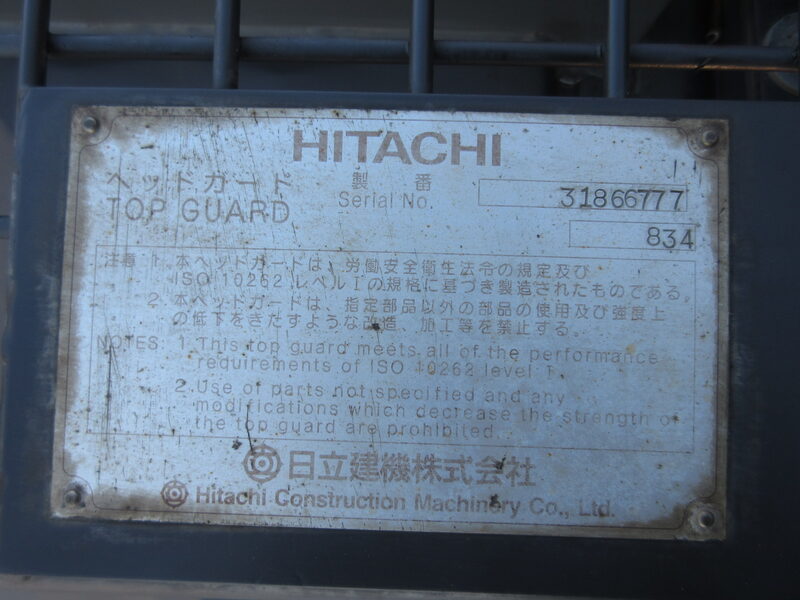 HITACHI
ヘッドガード 製 番
TOP GUARD Serial No. 31866777
834
注意 1. 本ヘッドガードは、労働安全衛生法令の規定及び
ISO 10262 レベルIの規格に基づき製造されたものである。
2. 本ヘッドガードは、指定部品以外の部品の使用及び強度上
の低下をきたすような改造、加工等を禁止する。
NOTES: 1. This top guard meets all of the performance
requirements of ISO 10262 level I.
2. Use of parts not specified and any
modifications which decrease the strength of
the top guard are prohibited.
日立建機株式会社
Hitachi Construction Machinery Co., Ltd.